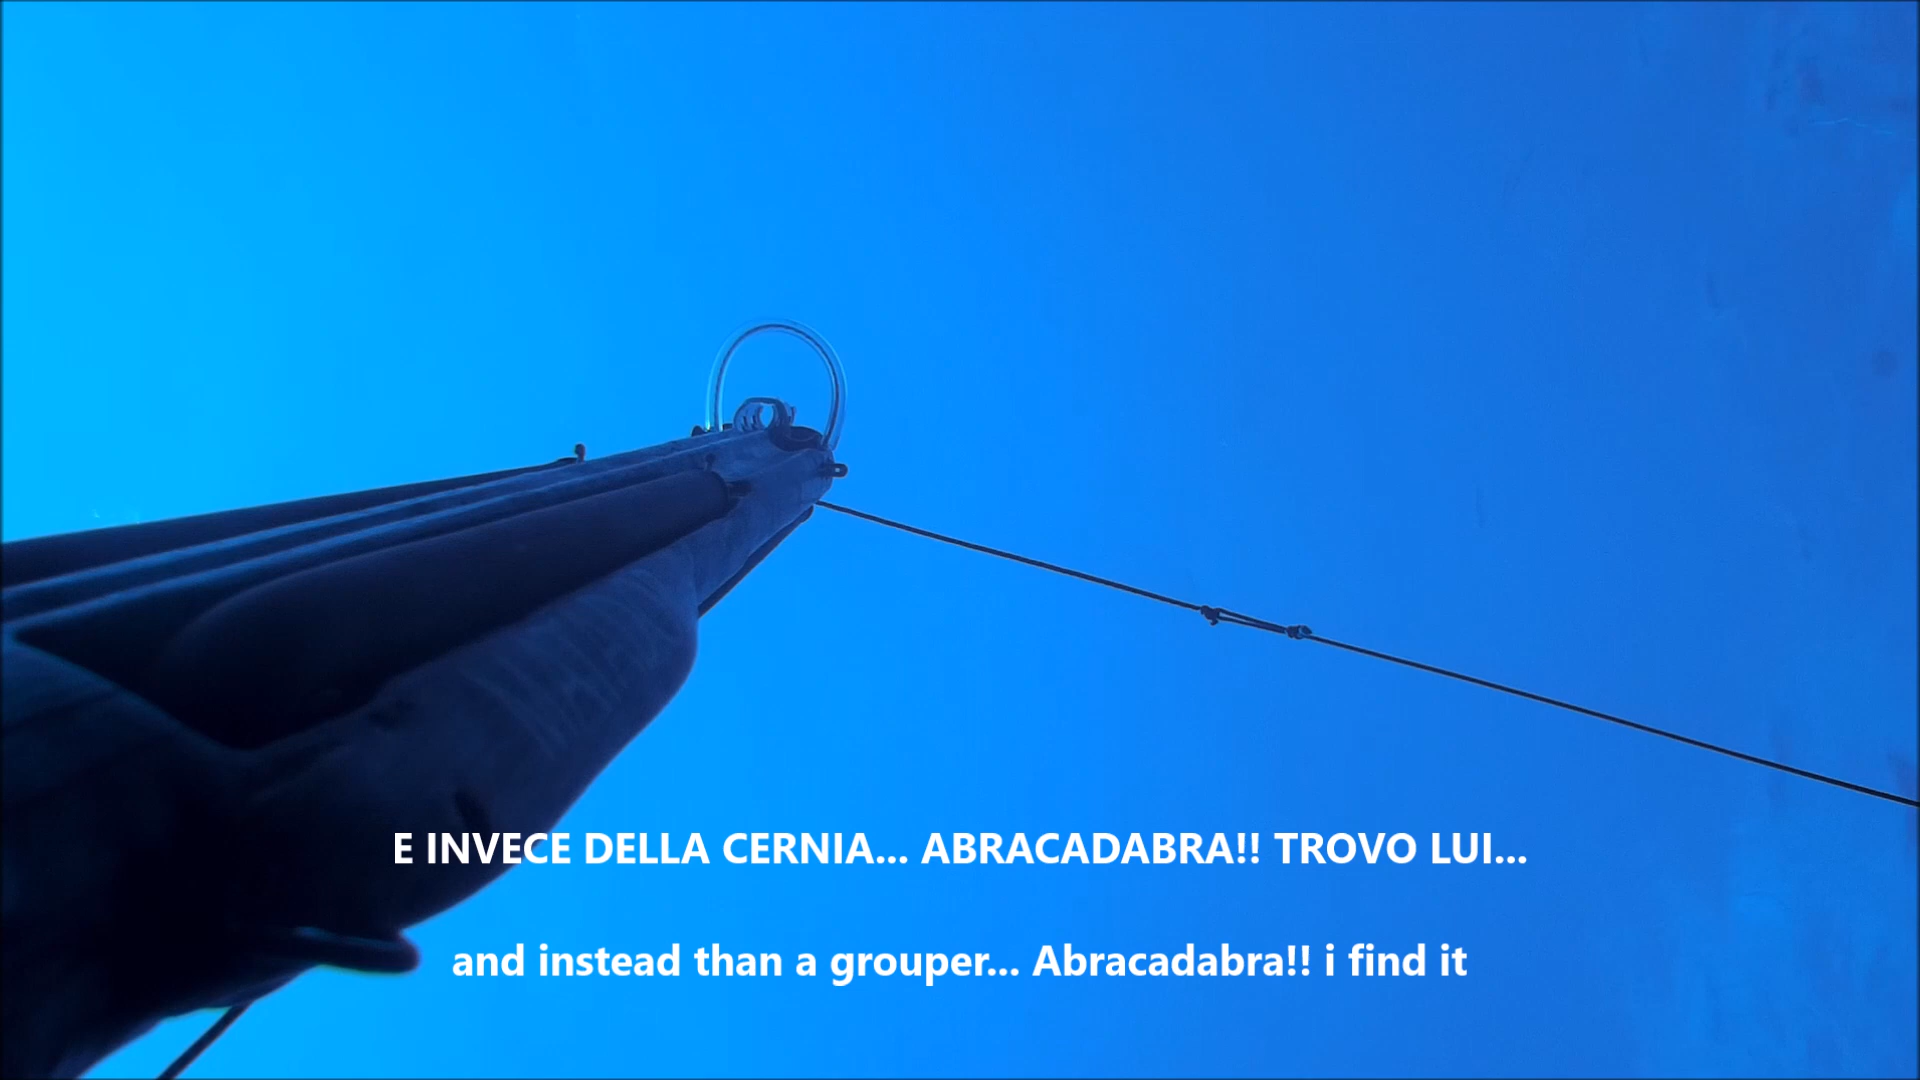 E INVECE DELLA CERNIA... ABRACADABRA!! TROVO LUI...
and instead than a grouper... Abracadabra!! i find it